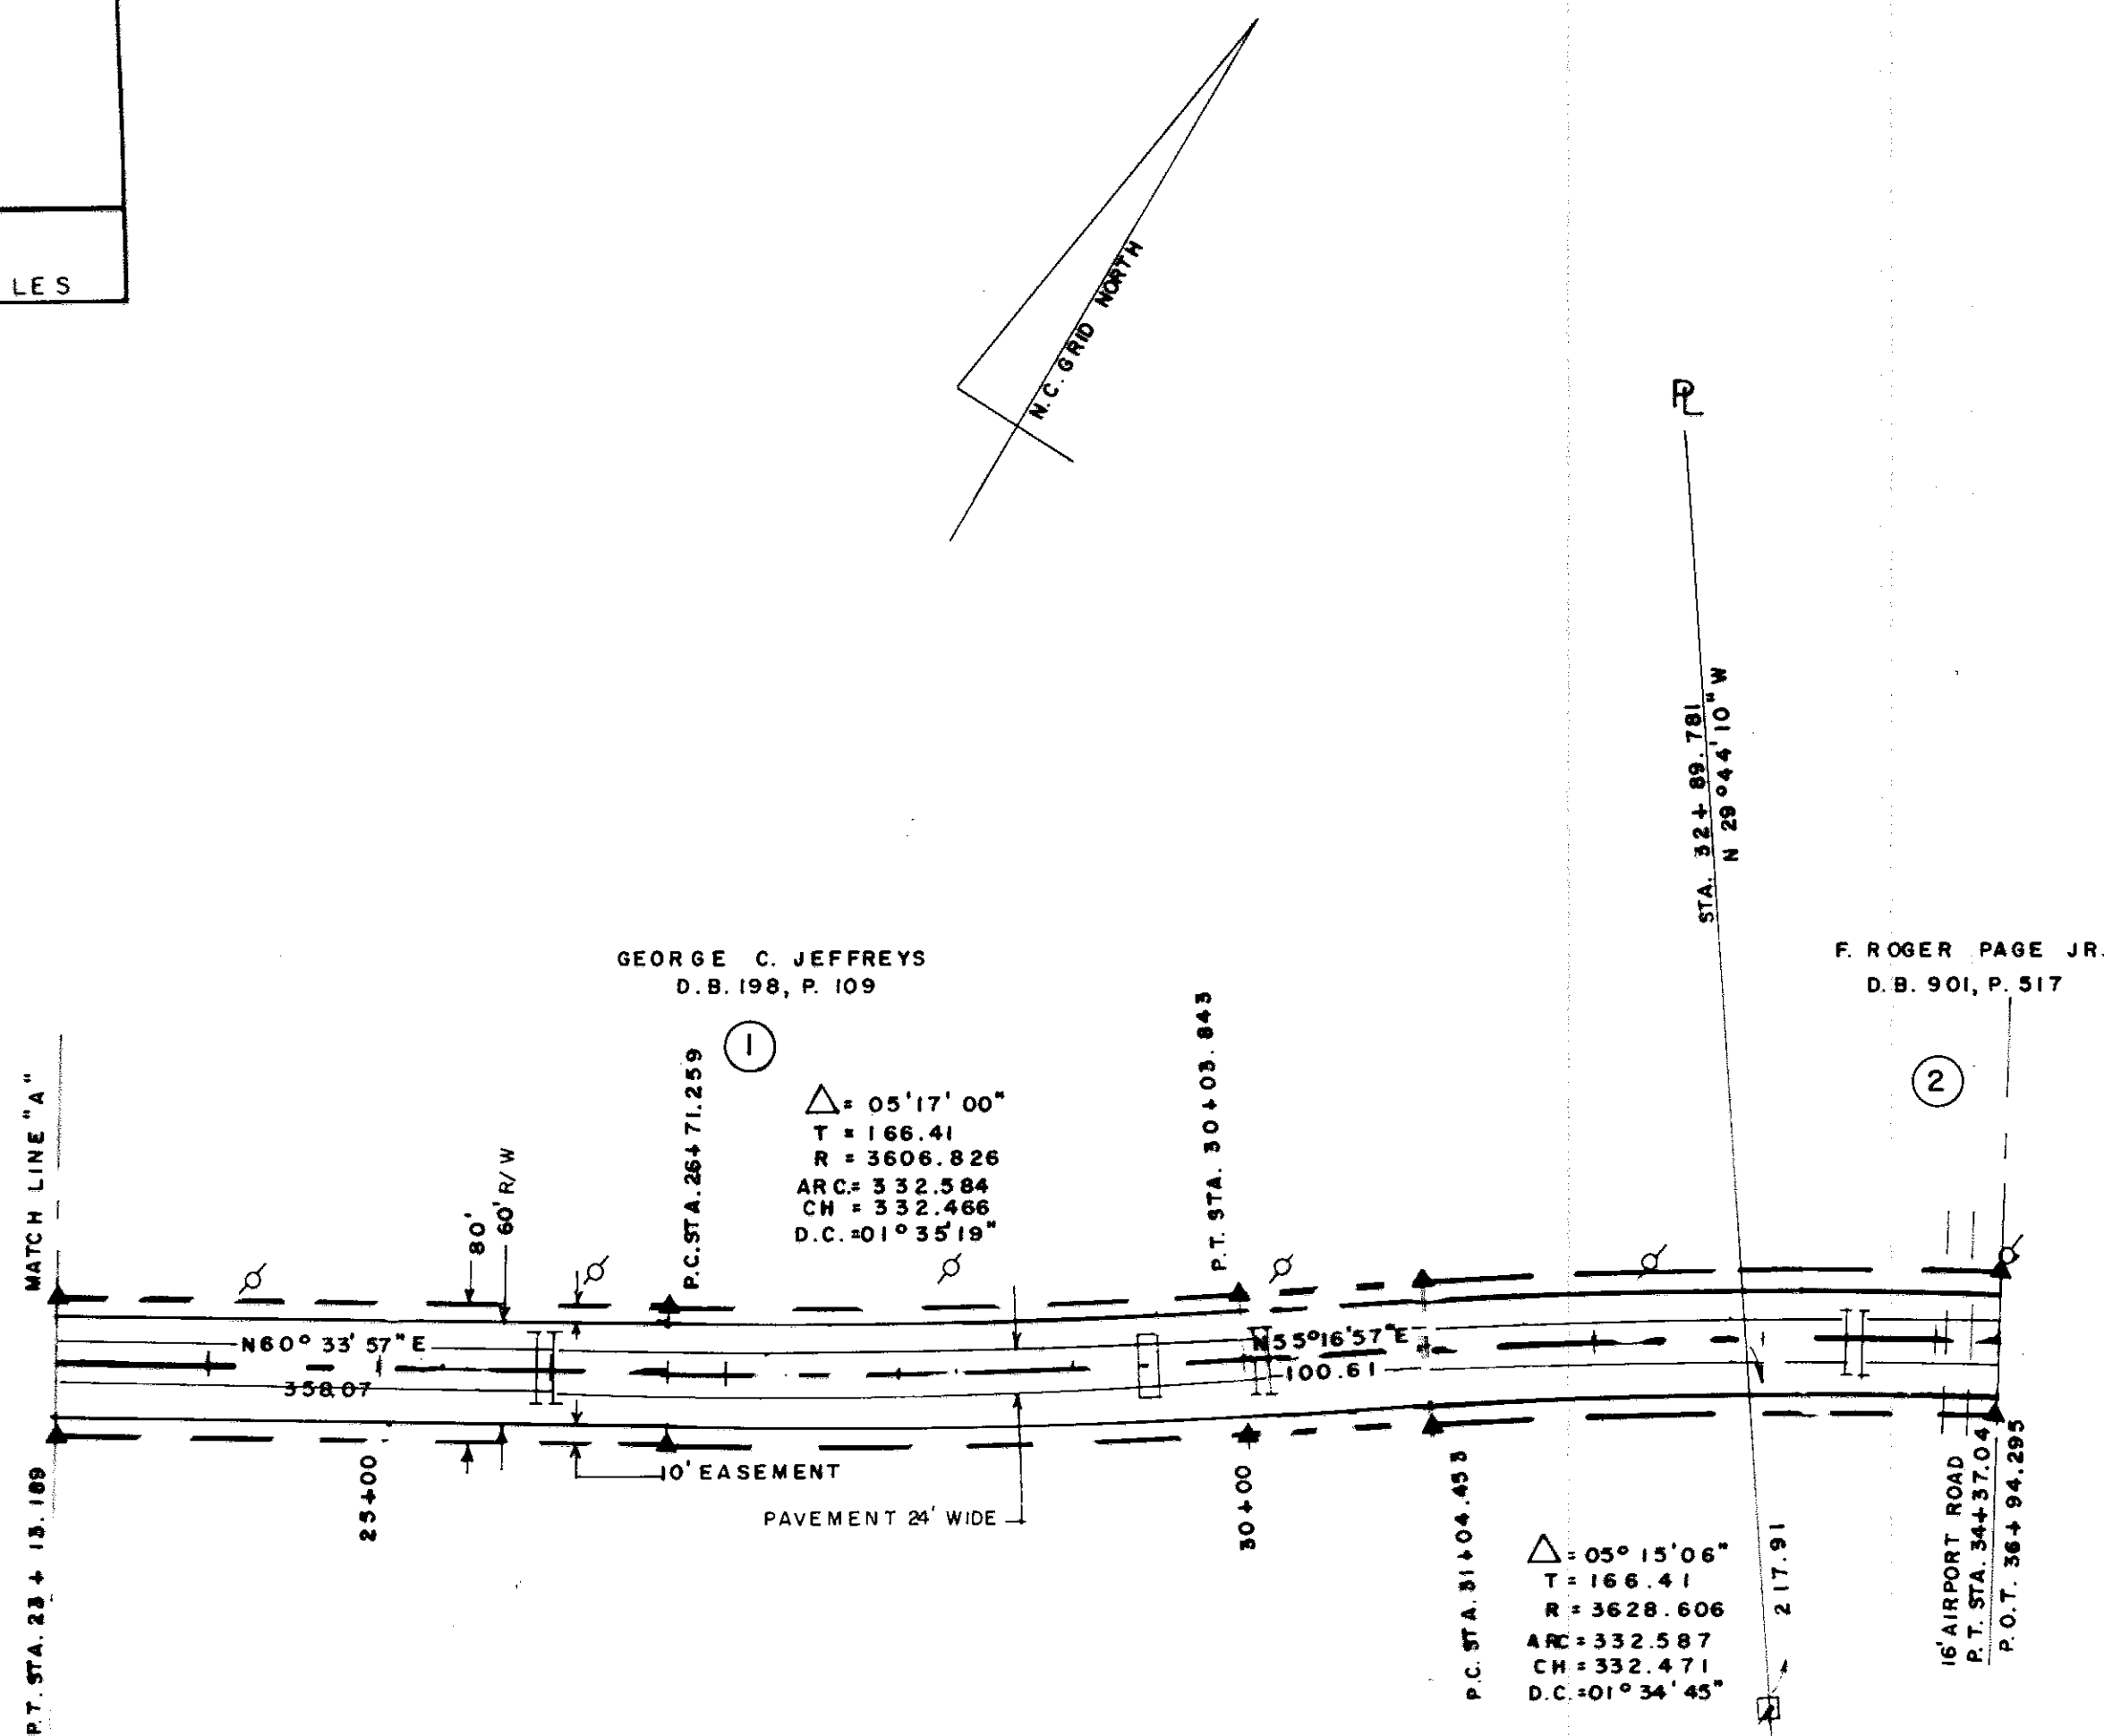 LES
N.C. GRID NORTH
PL
STA. 32+89.781
N 29°44'10"W
GEORGE C. JEFFREYS
D.B. 198, P. 109
1
F. ROGER PAGE JR.
D.B. 901, P. 517
2
MATCH LINE "A"
80'
60' R/W
P.C. STA. 26+71.259
△= 05'17'00"
T = 166.41
R = 3606.826
ARC.= 332.584
CH = 332.466
D.C.=01°35'19"
P.T. STA. 30+03.843
N60°33'57"E
358.07
N55°16'57"E
100.61
10' EASEMENT
PAVEMENT 24' WIDE
P.T. STA. 23+13.189
25+00
30+00
P.C. STA. 31+04.453
△=05°15'06"
T=166.41
R=3628.606
ARC=332.587
CH=332.471
D.C.=01°34'45"
217.91
16' AIRPORT ROAD
P.T. STA. 34+37.04
P.O.T. 36+94.295